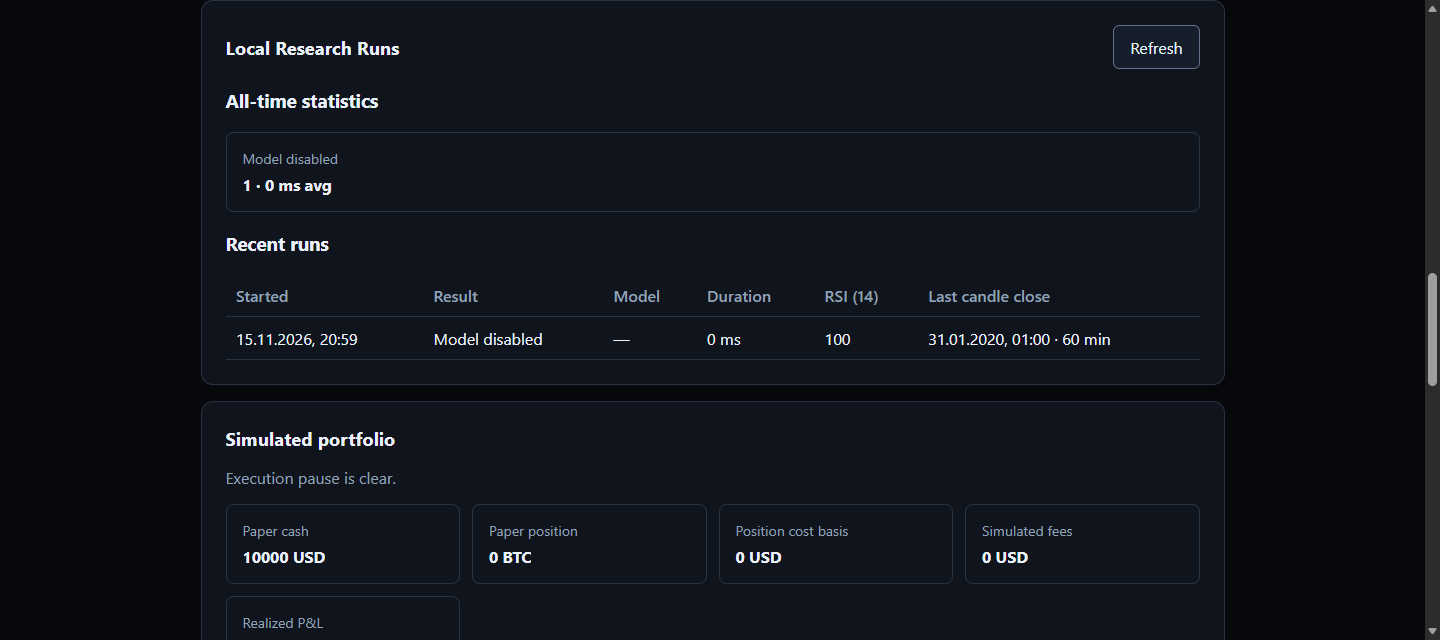 Local Research Runs
Refresh
All-time statistics
Model disabled
1 · 0 ms avg
Recent runs
Started Result Model Duration RSI (14) Last candle close
15.11.2026, 20:59 Model disabled — 0 ms 100 31.01.2020, 01:00 · 60 min
Simulated portfolio
Execution pause is clear.
Paper cash Paper position Position cost basis Simulated fees
10000 USD 0 BTC 0 USD 0 USD
Realized P&L